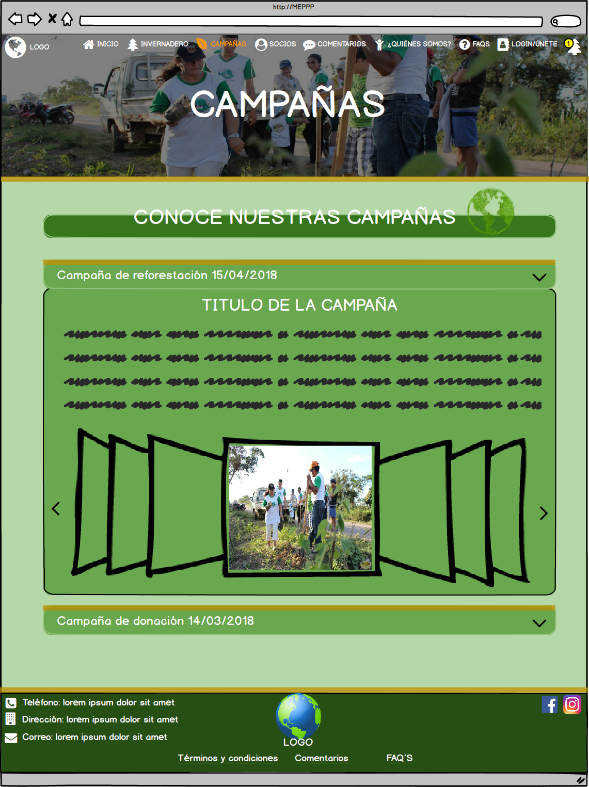 http://MEPPP
LOGO INICIO INVERNADERO CAMPAÑAS SOCIOS COMENTARIOS ¿QUIÉNES SOMOS? FAQS LOGIN/ÚNETE 1
CAMPAÑAS
CONOCE NUESTRAS CAMPAÑAS
Campaña de reforestación 15/04/2018
TITULO DE LA CAMPAÑA
Campaña de donación 14/03/2018
Teléfono: lorem ipsum dolor sit amet
Dirección: lorem ipsum dolor sit amet
Correo: lorem ipsum dolor sit amet
LOGO
Términos y condiciones Comentarios FAQ'S